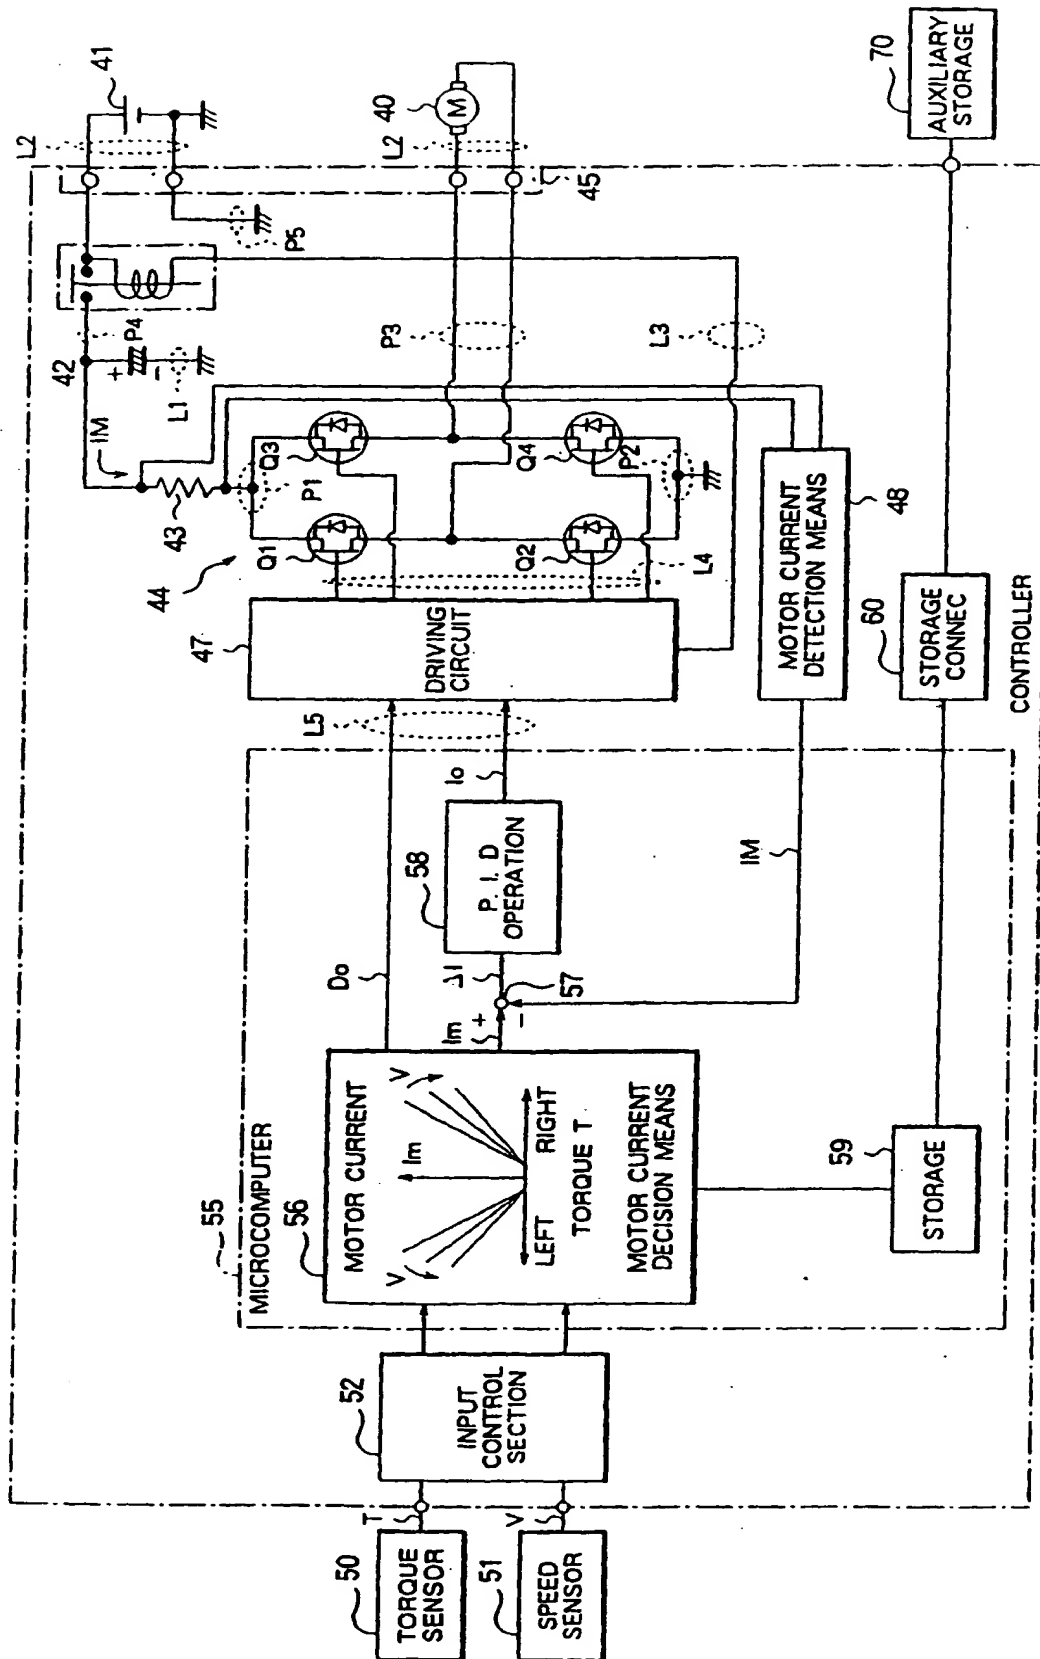 50
TORQUE
SENSOR
T
51
SPEED
SENSOR
V
52
INPUT
CONTROL
SECTION
55
MICROCOMPUTER
56
MOTOR CURRENT
V
Im
V
LEFT
RIGHT
TORQUE T
MOTOR CURRENT
DECISION MEANS
59
STORAGE
Do
Im
+
-
57
ΔI
58
P. I. D
OPERATION
Io
IM
L5
47
DRIVING
CIRCUIT
48
MOTOR CURRENT
DETECTION MEANS
60
STORAGE
CONNEC
CONTROLLER
44
Q1
Q2
L4
43
P1
Q3
Q4
P2
IM
42
+
-
L1
P4
P3
L3
P5
45
L2
41
L2
40
M
70
AUXILIARY
STORAGE